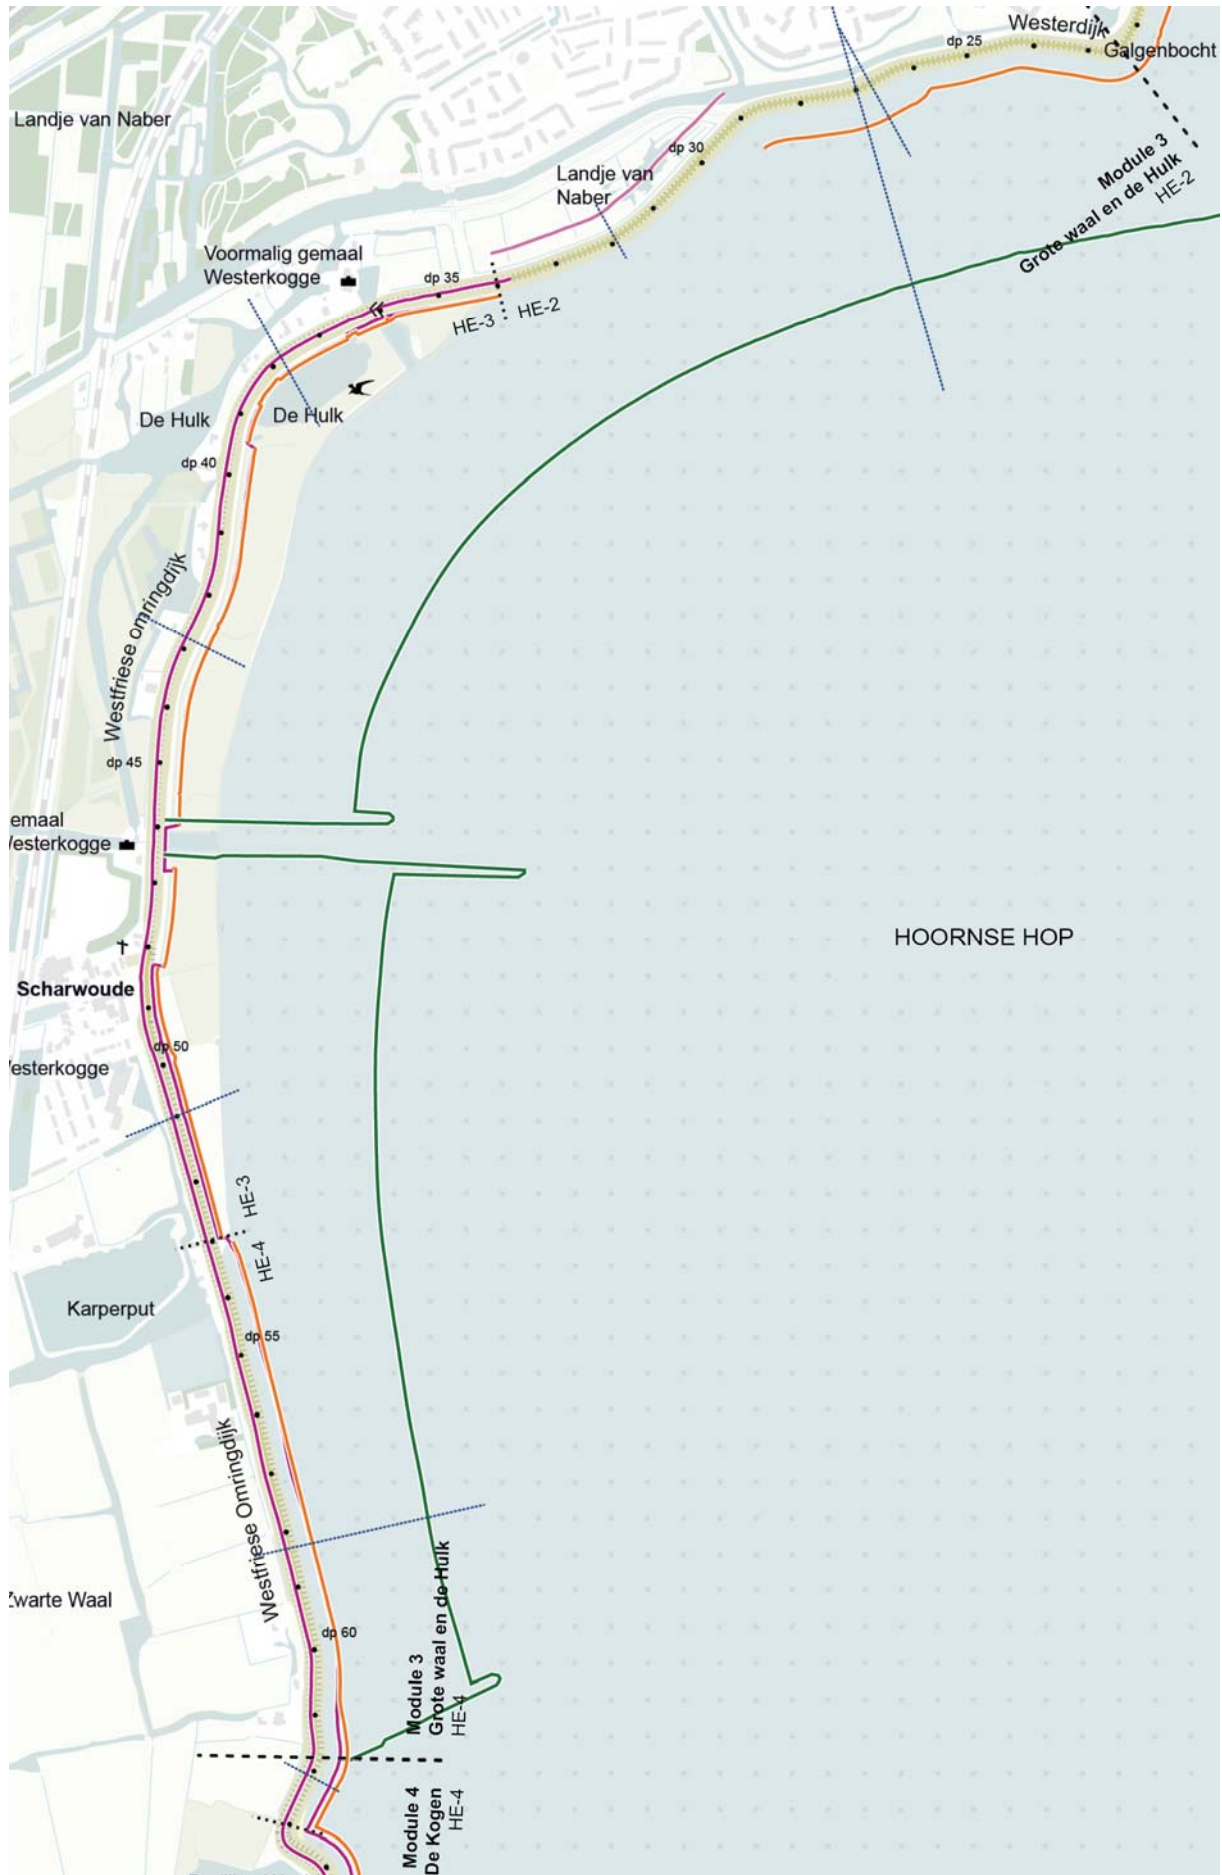 Westerdijk
dp 25
Galgenbocht
Landje van Naber
dp 30
Module 3
Grote waal en de Hulk
HE-2
Landje van
Naber
Voormalig gemaal
Westerkogge
dp 35
HE-3
HE-2
De Hulk
De Hulk
dp 40
Westfriese omringdijk
dp 45
emaal
Westerkogge
HOORNSE HOP
Scharwoude
dp 50
esterkogge
HE-3
HE-4
Karperput
dp 55
Westfriese Omringdijk
Zwarte Waal
dp 60
Module 3
Grote waal en de Hulk
HE-4
Module 4
De Kogen
HE-4